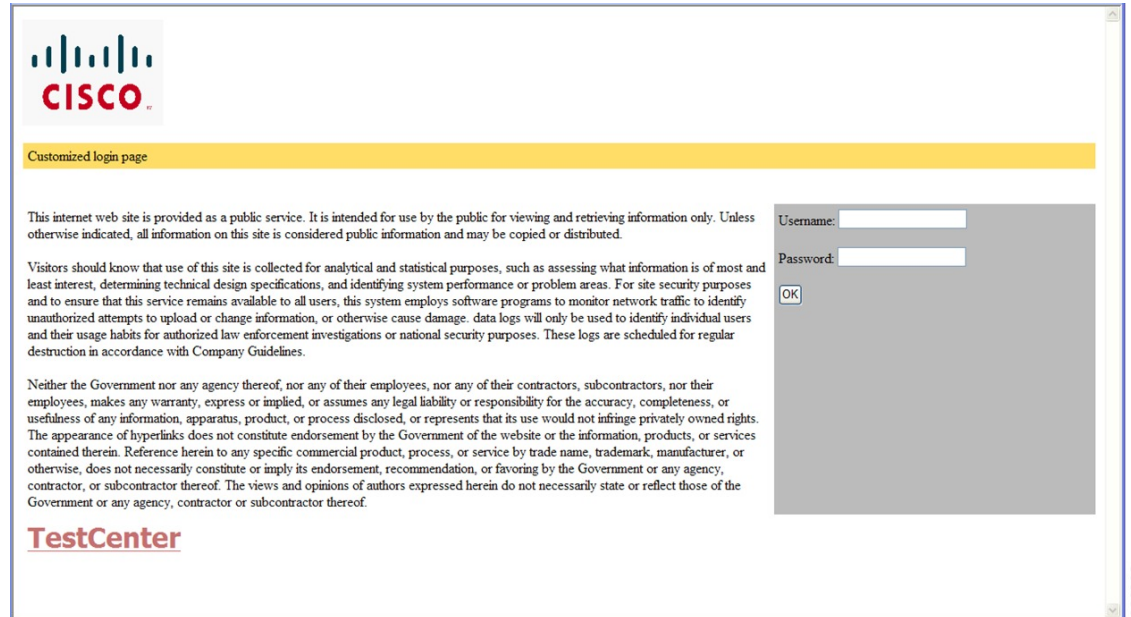 CISCO
Customized login page
This internet web site is provided as a public service. It is intended for use by the public for viewing and retrieving information only. Unless
otherwise indicated, all information on this site is considered public information and may be copied or distributed.
Visitors should know that use of this site is collected for analytical and statistical purposes, such as assessing what information is of most and
least interest, determining technical design specifications, and identifying system performance or problem areas. For site security purposes
and to ensure that this service remains available to all users, this system employs software programs to monitor network traffic to identify
unauthorized attempts to upload or change information, or otherwise cause damage. data logs will only be used to identify individual users
and their usage habits for authorized law enforcement investigations or national security purposes. These logs are scheduled for regular
destruction in accordance with Company Guidelines.
Neither the Government nor any agency thereof, nor any of their employees, nor any of their contractors, subcontractors, nor their
employees, makes any warranty, express or implied, or assumes any legal liability or responsibility for the accuracy, completeness, or
usefulness of any information, apparatus, product, or process disclosed, or represents that its use would not infringe privately owned rights.
The appearance of hyperlinks does not constitute endorsement by the Government of the website or the information, products, or services
contained therein. Reference herein to any specific commercial product, process, or service by trade name, trademark, manufacturer, or
otherwise, does not necessarily constitute or imply its endorsement, recommendation, or favoring by the Government or any agency,
contractor, or subcontractor thereof. The views and opinions of authors expressed herein do not necessarily state or reflect those of the
Government or any agency, contractor or subcontractor thereof.
Username:
Password:
OK
TestCenter